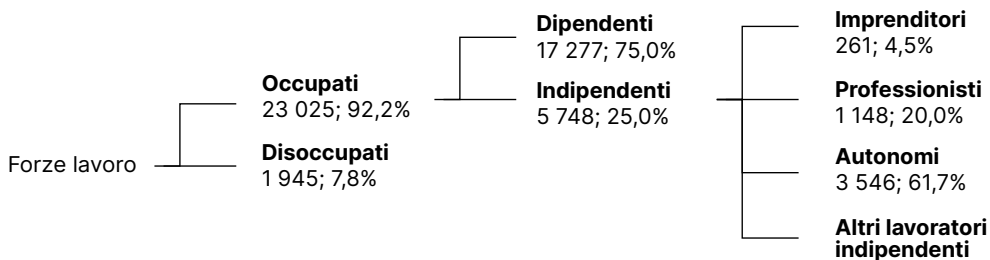 Forze lavoro
Occupati
23 025; 92,2%
Disoccupati
1 945; 7,8%
Dipendenti
17 277; 75,0%
Indipendenti
5 748; 25,0%
Imprenditori
261; 4,5%
Professionisti
1 148; 20,0%
Autonomi
3 546; 61,7%
Altri lavoratori
indipendenti